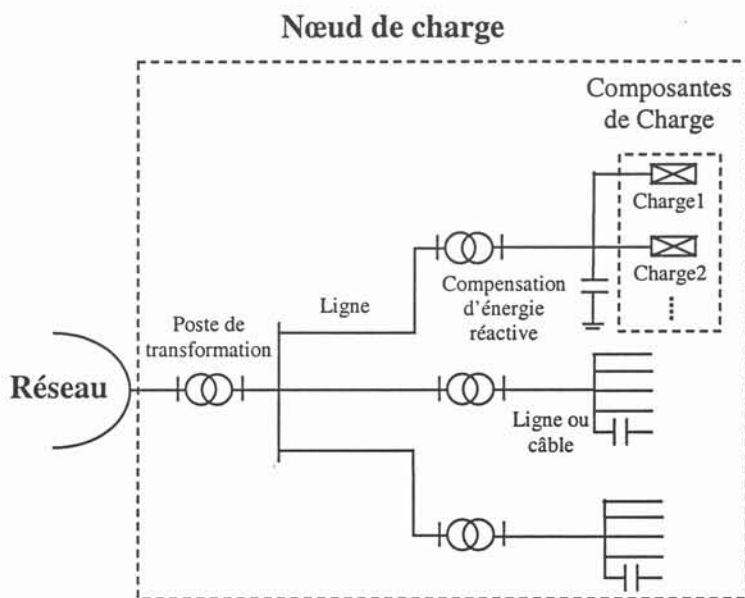 Nœud de charge
Composantes
de Charge
Charge1
Charge2
Ligne
Compensation
d'énergie
réactive
Poste de
transformation
Réseau
Ligne ou
câble